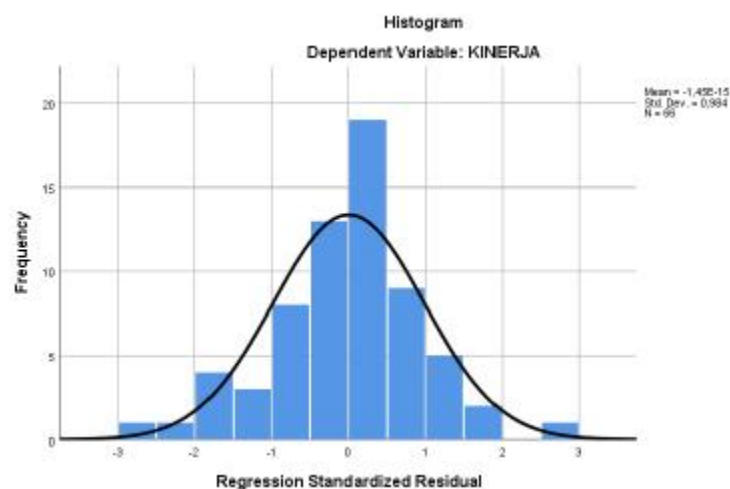 Histogram
Dependent Variable: KINERJA
Mean = -1,45E-15
Std. Dev. = 0,984
N = 66
20
15
10
5
0
Frequency
-3 -2 -1 0 1 2 3
Regression Standardized Residual